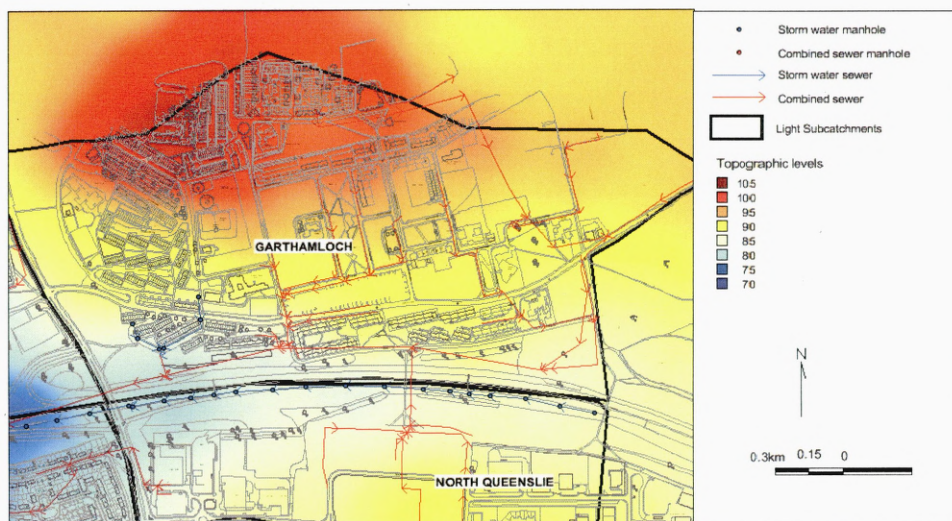 GARTHAMLOCH
NORTH QUEENSLIE
Storm water manhole
Combined sewer manhole
Storm water sewer
Combined sewer
Light Subcatchments
Topographic levels
105
100
95
90
85
80
75
70
N
0.3km 0.15 0